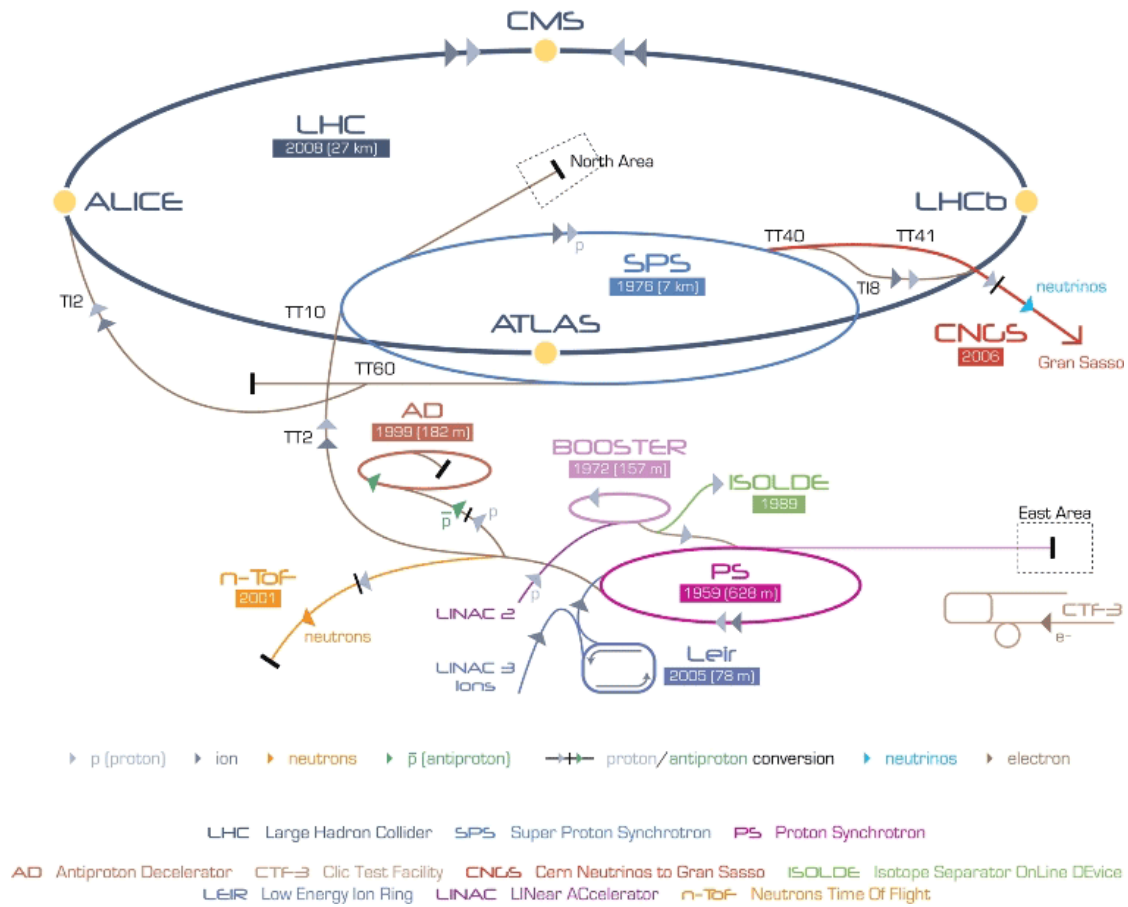 CMS
LHC
2008 (27 km)
North Area
ALICE
LHCb
TT40
TT41
p
SPS
1976 (7 km)
TI8
neutrinos
TI2
TT10
ATLAS
CNGS
2006
Gran Sasso
TT60
AD
1999 (182 m)
TT2
BOOSTER
1972 (157 m)
ISOLDE
1989
p̅
p
East Area
n-ToF
2001
PS
1959 (628 m)
LINAC 2
p
neutrons
CTF-3
e-
LINAC 3
Ions
Leir
2005 (78 m)
p (proton)
ion
neutrons
p̅ (antiproton)
proton/antiproton conversion
neutrinos
electron
LHC Large Hadron Collider SPS Super Proton Synchrotron PS Proton Synchrotron
AD Antiproton Decelerator CTF-3 Clic Test Facility CNGS Cern Neutrinos to Gran Sasso ISOLDE Isotope Separator OnLine DEvice
LEIR Low Energy Ion Ring LINAC LINear ACcelerator n-ToF Neutrons Time Of Flight